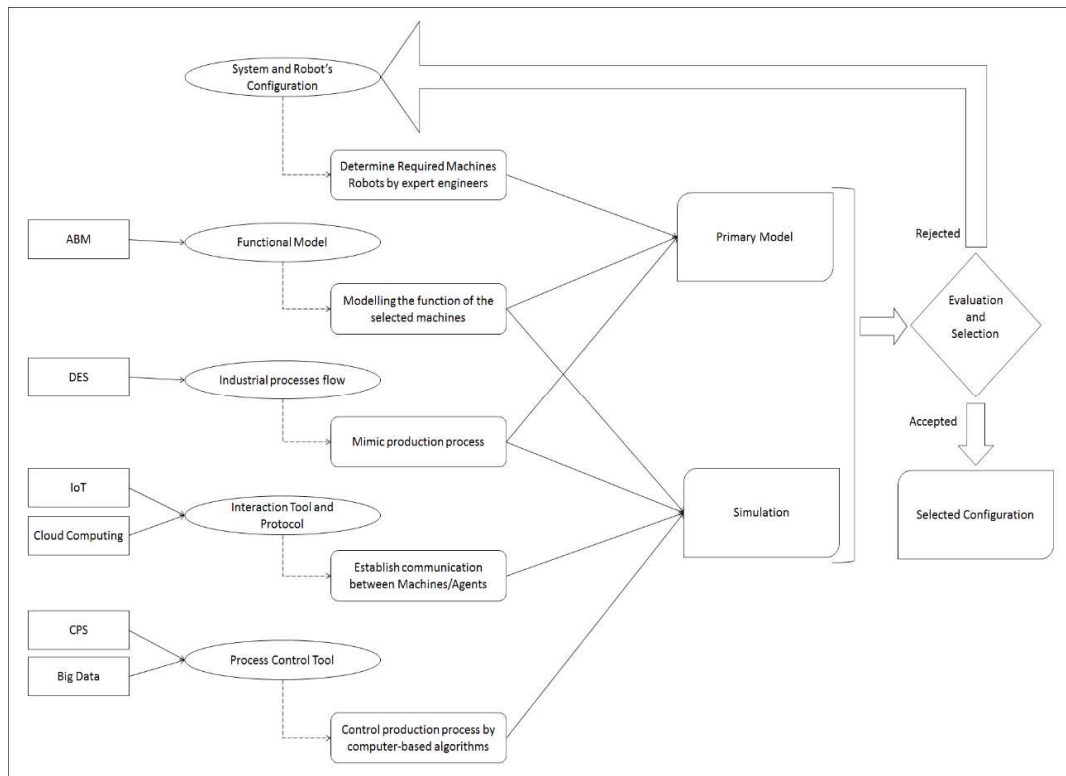 System and Robot's
Configuration
Determine Required Machines
Robots by expert engineers
ABM
Functional Model
Primary Model
Rejected
Modelling the function of the
selected machines
Evaluation
and
Selection
DES
Industrial processes flow
Accepted
Mimic production process
IoT
Interaction Tool and
Protocol
Cloud Computing
Simulation
Selected Configuration
Establish communication
between Machines/Agents
CPS
Process Control Tool
Big Data
Control production process by
computer-based algorithms